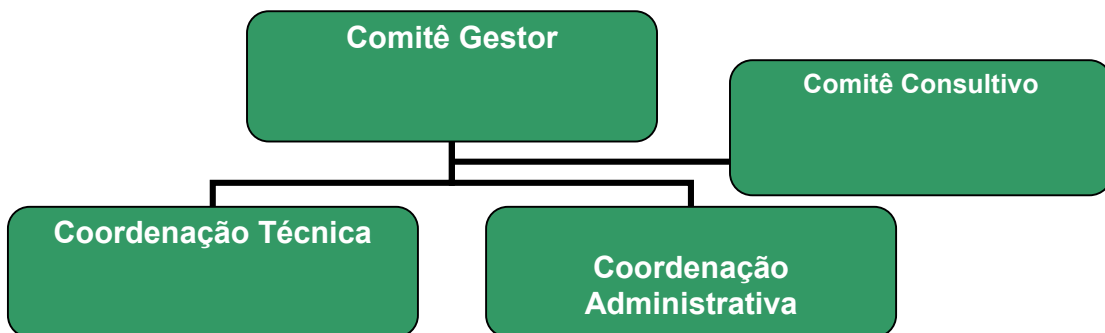 Comitê Gestor
Comitê Consultivo
Coordenação Técnica
Coordenação
Administrativa